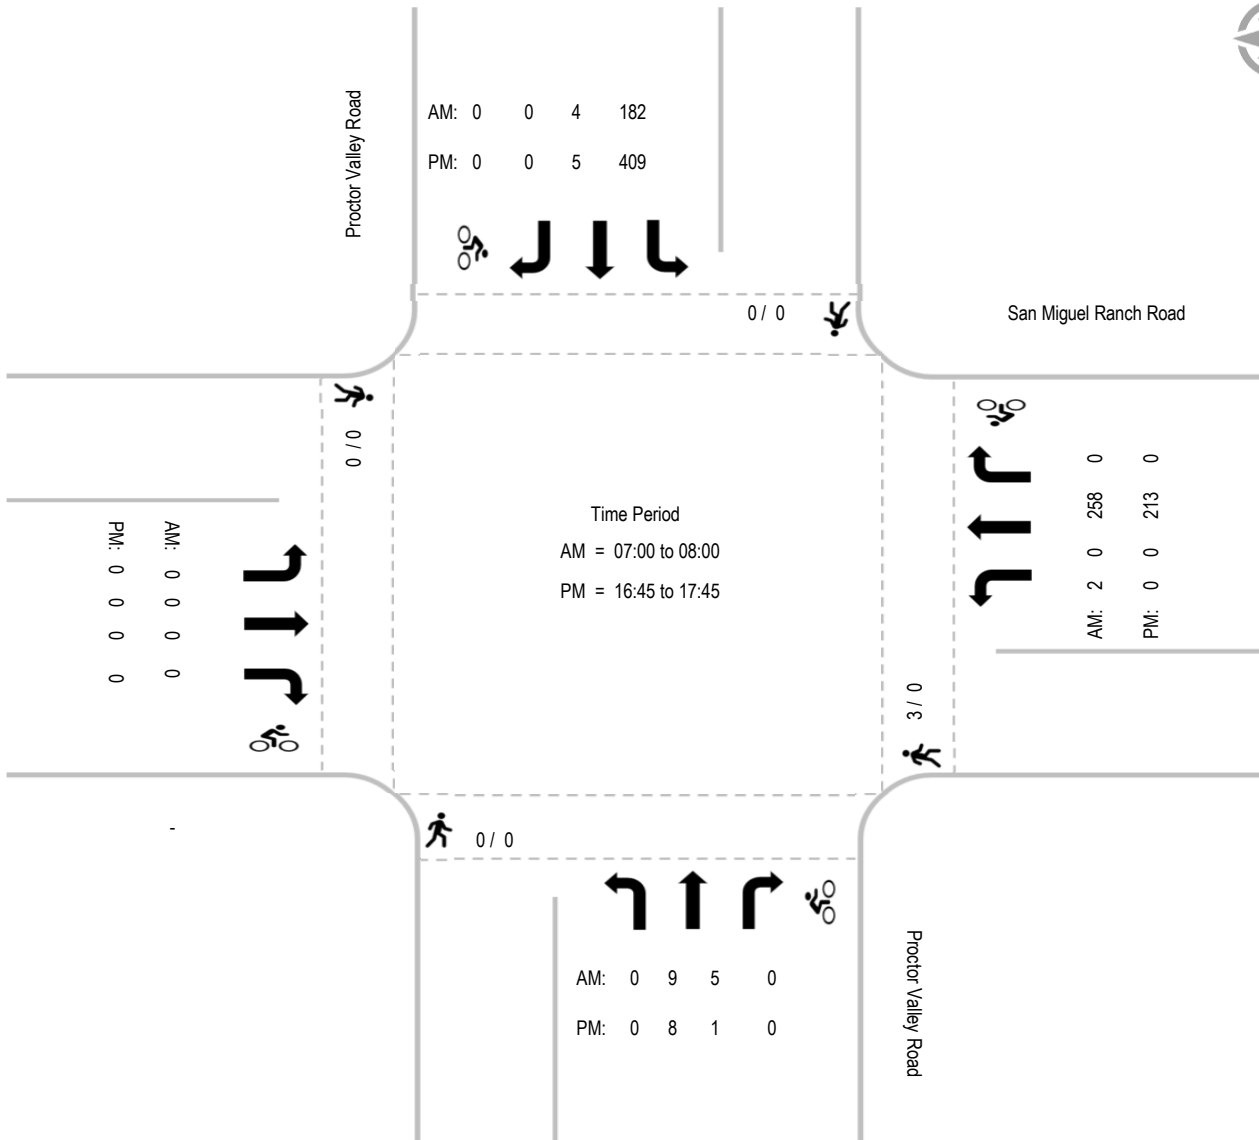 Proctor Valley Road
AM: 0 0 4 182
PM: 0 0 5 409
0 / 0
San Miguel Ranch Road
0 / 0
AM: 2 0 258 0
PM: 0 0 213 0
Time Period
AM = 07:00 to 08:00
PM = 16:45 to 17:45
AM: 0 0 0 0
PM: 0 0 0 0
3 / 0
-
0 / 0
AM: 0 9 5 0
PM: 0 8 1 0
Proctor Valley Road